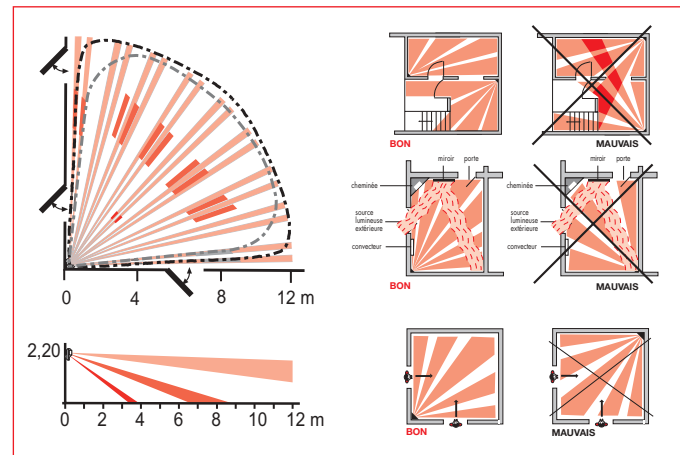 0 4 8 12 m
2,20
0 2 4 6 8 10 12 m
BON
MAUVAIS
miroir porte
cheminée
source
lumineuse
extérieure
convecteur
BON
miroir porte
cheminée
source
lumineuse
extérieure
convecteur
MAUVAIS
BON
MAUVAIS